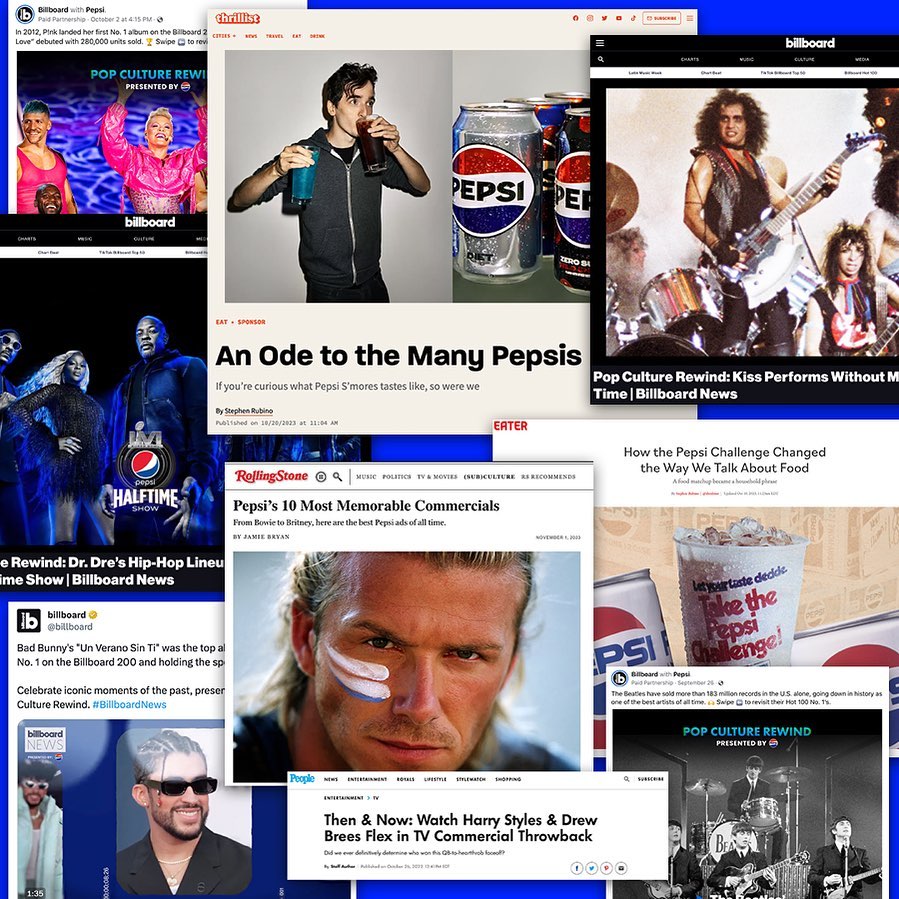 Billboard with Pepsi.
Paid Partnership · October 2 at 4:15 PM ·
In 2012, P!nk landed her first No. 1 album on the Billboard 2
Love" debuted with 280,000 units sold. 🏆 Swipe ➡️ to revi
POP CULTURE REWI
PRESENTED BY
thrillist
SUBSCRIBE
CITIES
NEWS
TRAVEL
EAT
DRINK
PEPSI
DIET
PEP
ZERO SU
EAT + SPONSOR
An Ode to the Many Pepsis
If you're curious what Pepsi S'mores tastes like, so were we
By Stephen Rubino
Published on 10/20/2023 at 11:04 AM
billboard
CHARTS
MUSIC
CULTURE
MEDIA
Latin Music Week
Chart Beat
TikTok Billboard Top 50
Billboard Hot 100
Pop Culture Rewind: Kiss Performs Without M
Time | Billboard News
billboard
CHARTS
MUSIC
CULTURE
MED
Chart Beat
TikTok Billboard Top 50
Billboard H
LVI
pepsi
HALFTIME
SHOW
e Rewind: Dr. Dre's Hip-Hop Lineu
ime Show | Billboard News
EATER
How the Pepsi Challenge Changed
the Way We Talk About Food
A food matchup became a household phrase
Let your taste decide.
Take the
Pepsi
Challenge!
EPSI
PEPSI
RollingStone
MUSIC
POLITICS
TV & MOVIES
(SUB)CULTURE
RS RECOMMENDS
Pepsi's 10 Most Memorable Commercials
From Bowie to Britney, here are the best Pepsi ads of all time.
BY JAMIE BRYAN
NOVEMBER 1, 2023
billboard
@billboard
Bad Bunny's "Un Verano Sin Ti" was the top al
No. 1 on the Billboard 200 and holding the sp
Celebrate iconic moments of the past, presen
Culture Rewind. #BillboardNews
billboard
NEWS
PRESENTED BY
1:35
Billboard with Pepsi
Paid Partnership · September 26 ·
The Beatles have sold more than 183 million records in the U.S. alone, going down in history as
one of the best artists of all time. 🙌 Swipe ➡️ to revisit their Hot 100 No. 1's.
POP CULTURE REWIND
PRESENTED BY
BEA
The Beatles
People
NEWS
ENTERTAINMENT
ROYALS
LIFESTYLE
STYLEWATCH
SHOPPING
SUBSCRIBE
ENTERTAINMENT > TV
Then & Now: Watch Harry Styles & Drew
Brees Flex in TV Commercial Throwback
Did we ever definitively determine who won this QB-to-heartthrob faceoff?
By Staff Author